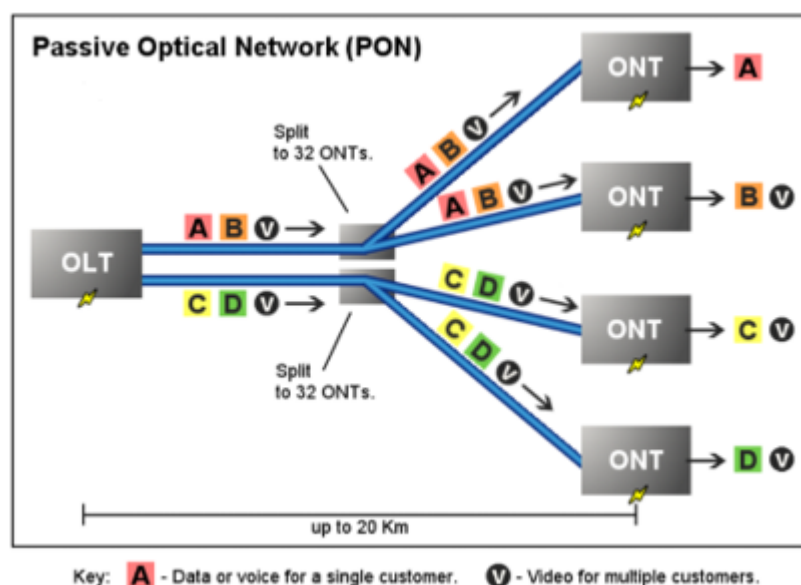 Passive Optical Network (PON)
ONT
A
Split
to 32 ONTs.
A B V
A B V
ONT
B V
A B V
OLT
C D V
C D V
C D V
ONT
C V
Split
to 32 ONTs.
ONT
D V
up to 20 Km
Key: A - Data or voice for a single customer. V - Video for multiple customers.